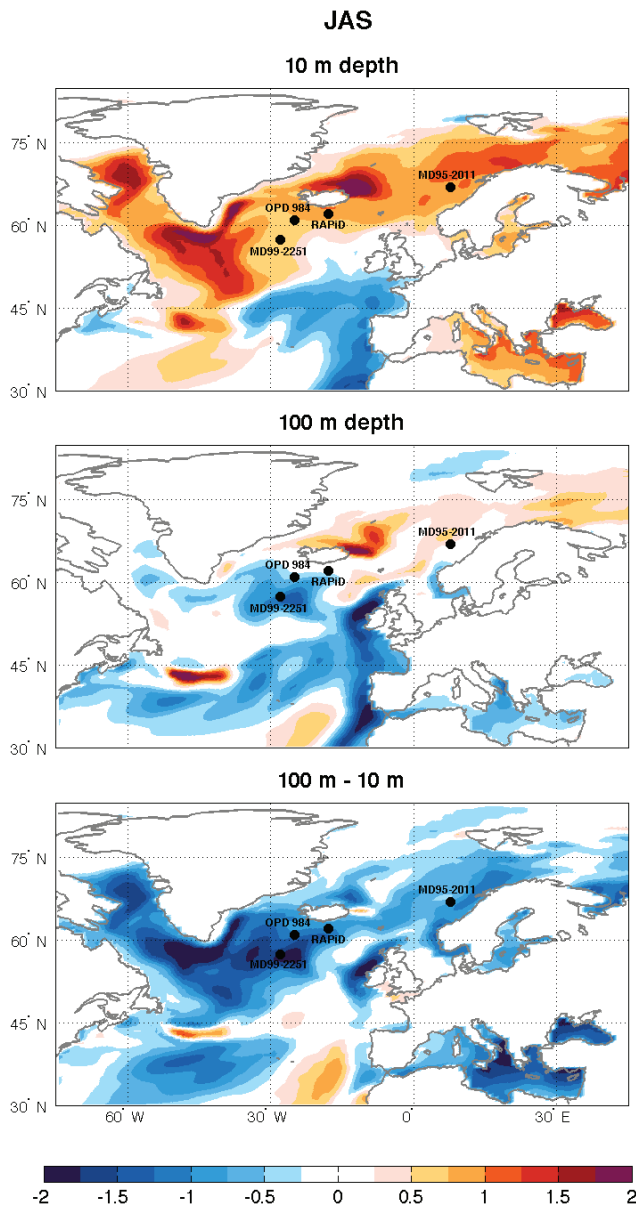 JAS
10 m depth
75° N
60° N
45° N
30° N
MD95-2011
OPD 984
RAPiD
MD99-2251
100 m depth
75° N
60° N
45° N
30° N
MD95-2011
OPD 984
RAPiD
MD99-2251
100 m - 10 m
75° N
60° N
45° N
30° N
MD95-2011
OPD 984
RAPiD
MD99-2251
60° W 30° W 0° 30° E
-2 -1.5 -1 -0.5 0 0.5 1 1.5 2